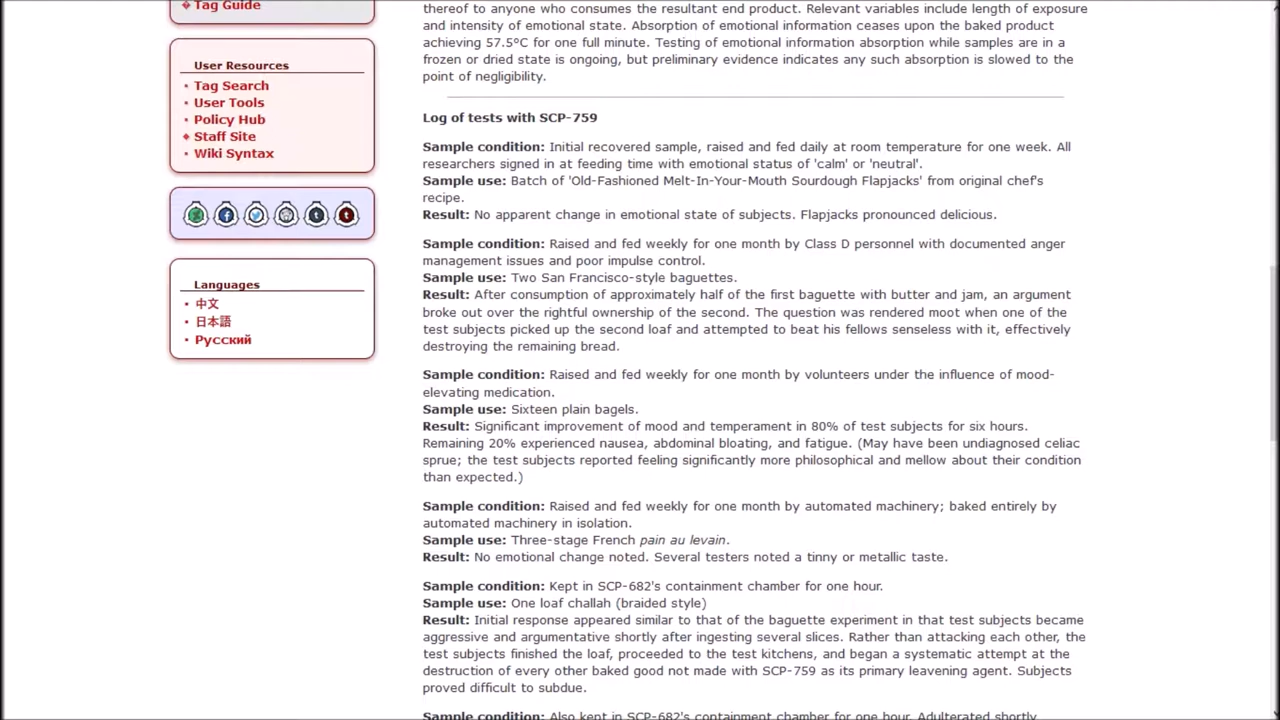 Tag Guide
User Resources
Tag Search
User Tools
Policy Hub
Staff Site
Wiki Syntax
Languages
中文
日本語
Русский
thereof to anyone who consumes the resultant end product. Relevant variables include length of exposure
and intensity of emotional state. Absorption of emotional information ceases upon the baked product
achieving 57.5°C for one full minute. Testing of emotional information absorption while samples are in a
frozen or dried state is ongoing, but preliminary evidence indicates any such absorption is slowed to the
point of negligibility.
Log of tests with SCP-759
Sample condition: Initial recovered sample, raised and fed daily at room temperature for one week. All
researchers signed in at feeding time with emotional status of 'calm' or 'neutral'.
Sample use: Batch of 'Old-Fashioned Melt-In-Your-Mouth Sourdough Flapjacks' from original chef's
recipe.
Result: No apparent change in emotional state of subjects. Flapjacks pronounced delicious.
Sample condition: Raised and fed weekly for one month by Class D personnel with documented anger
management issues and poor impulse control.
Sample use: Two San Francisco-style baguettes.
Result: After consumption of approximately half of the first baguette with butter and jam, an argument
broke out over the rightful ownership of the second. The question was rendered moot when one of the
test subjects picked up the second loaf and attempted to beat his fellows senseless with it, effectively
destroying the remaining bread.
Sample condition: Raised and fed weekly for one month by volunteers under the influence of mood-
elevating medication.
Sample use: Sixteen plain bagels.
Result: Significant improvement of mood and temperament in 80% of test subjects for six hours.
Remaining 20% experienced nausea, abdominal bloating, and fatigue. (May have been undiagnosed celiac
sprue; the test subjects reported feeling significantly more philosophical and mellow about their condition
than expected.)
Sample condition: Raised and fed weekly for one month by automated machinery; baked entirely by
automated machinery in isolation.
Sample use: Three-stage French pain au levain.
Result: No emotional change noted. Several testers noted a tinny or metallic taste.
Sample condition: Kept in SCP-682's containment chamber for one hour.
Sample use: One loaf challah (braided style)
Result: Initial response appeared similar to that of the baguette experiment in that test subjects became
aggressive and argumentative shortly after ingesting several slices. Rather than attacking each other, the
test subjects finished the loaf, proceeded to the test kitchens, and began a systematic attempt at the
destruction of every other baked good not made with SCP-759 as its primary leavening agent. Subjects
proved difficult to subdue.
Sample condition: Also kept in SCP-682's containment chamber for one hour. Adulterated shortly